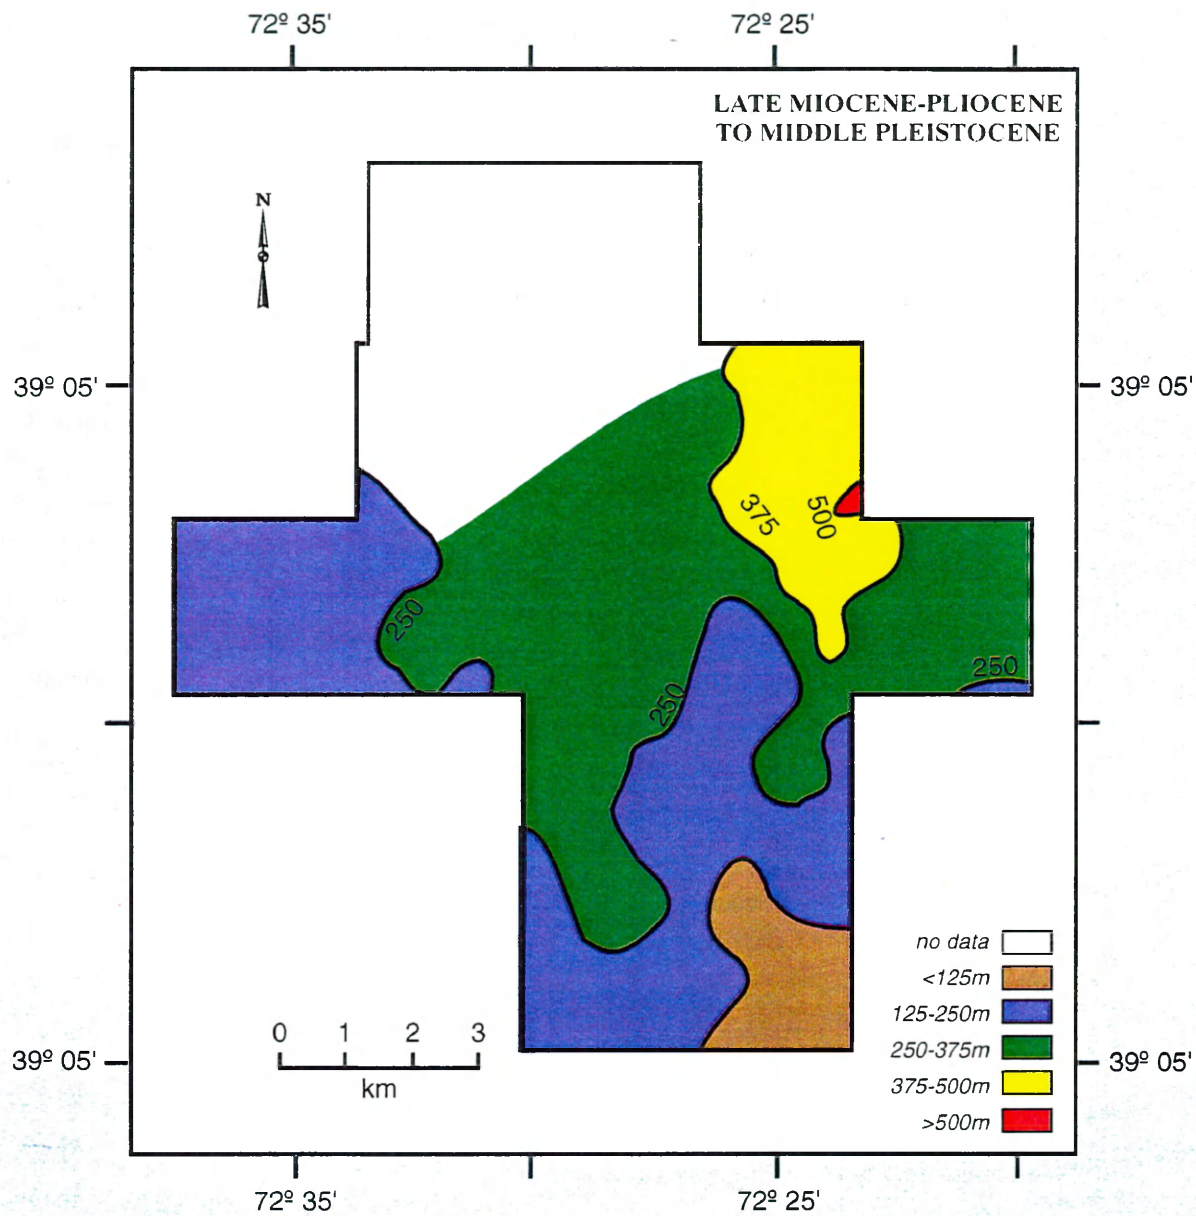 72º 35' 72º 25'
LATE MIOCENE-PLIOCENE
TO MIDDLE PLEISTOCENE
N
39º 05' 39º 05'
375
500
250
250
250
no data
<125m
125-250m
250-375m
375-500m
>500m
0 1 2 3
km
39º 05' 39º 05'
72º 35' 72º 25'